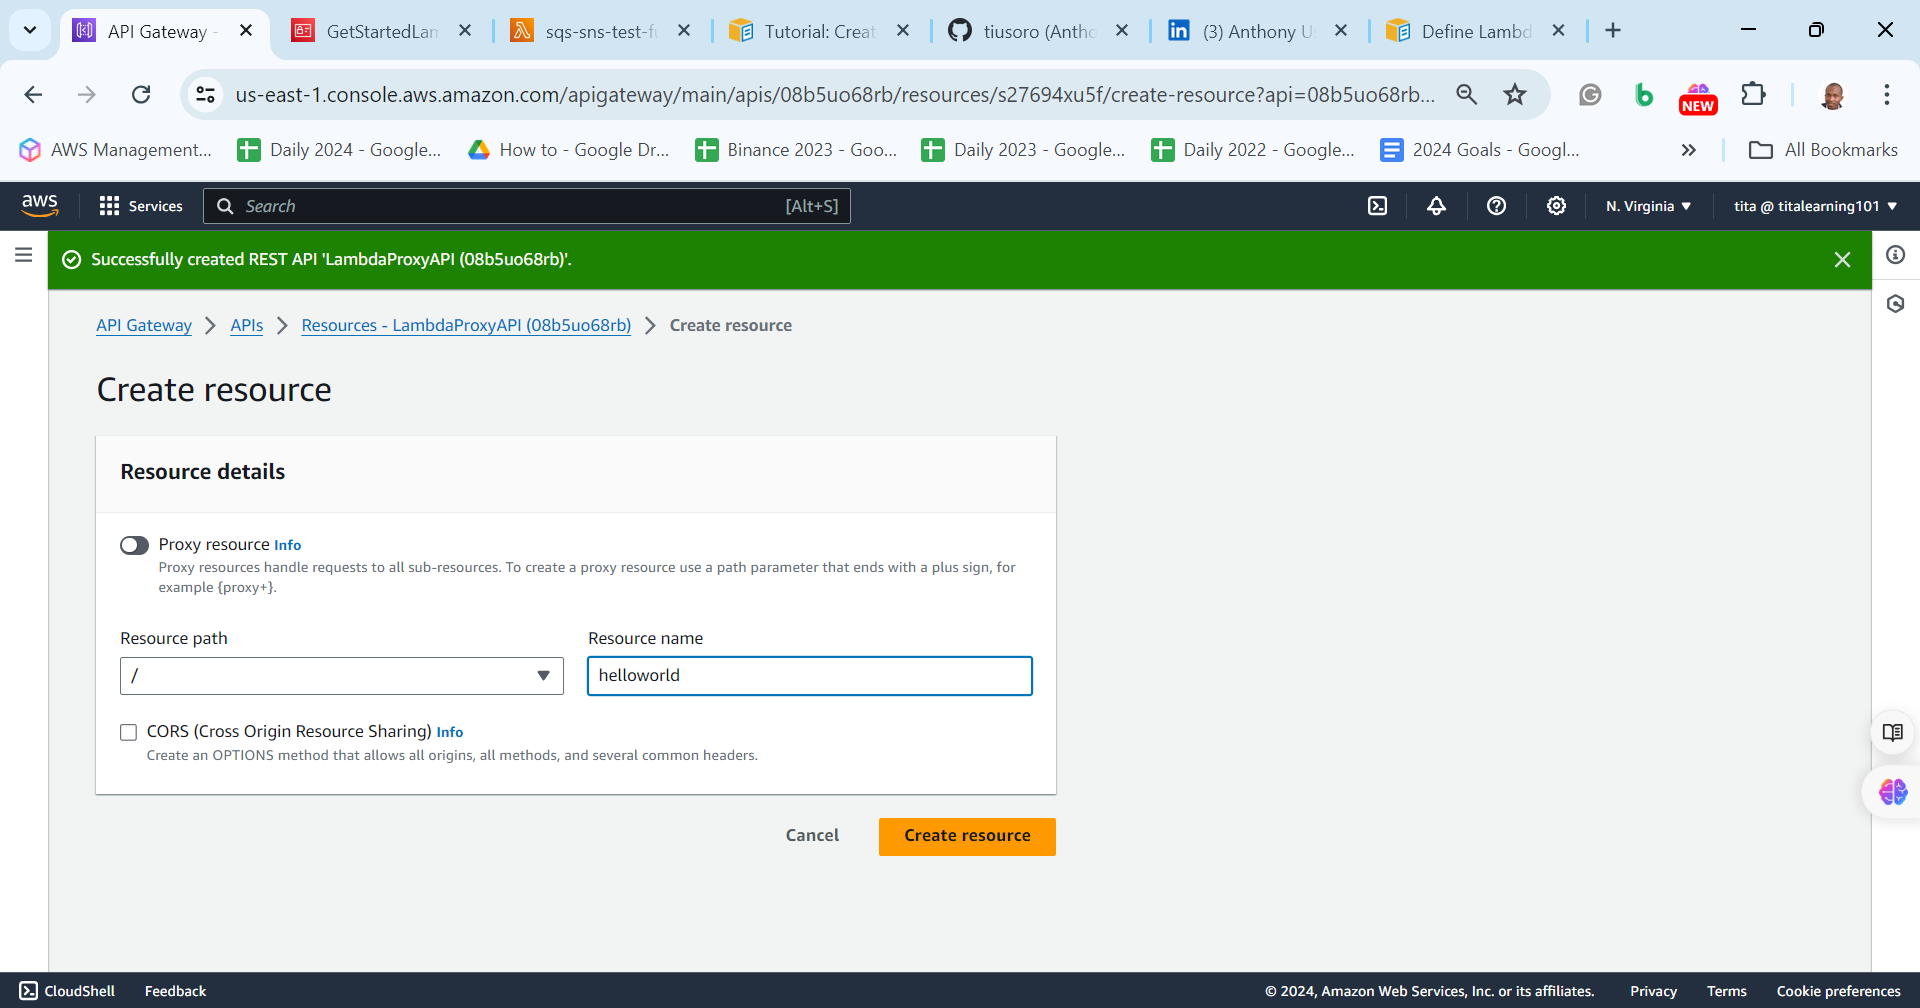 API Gateway -
GetStartedLam
sqs-sns-test-fu
Tutorial: Creat
tiusoro (Antho
(3) Anthony U
Define Lambd
us-east-1.console.aws.amazon.com/apigateway/main/apis/08b5uo68rb/resources/s27694xu5f/create-resource?api=08b5uo68rb...
NEW
AWS Management...
Daily 2024 - Google...
How to - Google Dr...
Binance 2023 - Goo...
Daily 2023 - Google...
Daily 2022 - Google...
2024 Goals - Googl...
All Bookmarks
aws
Services
Search
[Alt+S]
N. Virginia
tita @ titalearning101
Successfully created REST API 'LambdaProxyAPI (08b5uo68rb)'.
API Gateway > APIs > Resources - LambdaProxyAPI (08b5uo68rb) > Create resource
Create resource
Resource details
Proxy resource Info
Proxy resources handle requests to all sub-resources. To create a proxy resource use a path parameter that ends with a plus sign, for
example {proxy+}.
Resource path
Resource name
/
helloworld
CORS (Cross Origin Resource Sharing) Info
Create an OPTIONS method that allows all origins, all methods, and several common headers.
Cancel
Create resource
CloudShell
Feedback
© 2024, Amazon Web Services, Inc. or its affiliates.
Privacy
Terms
Cookie preferences